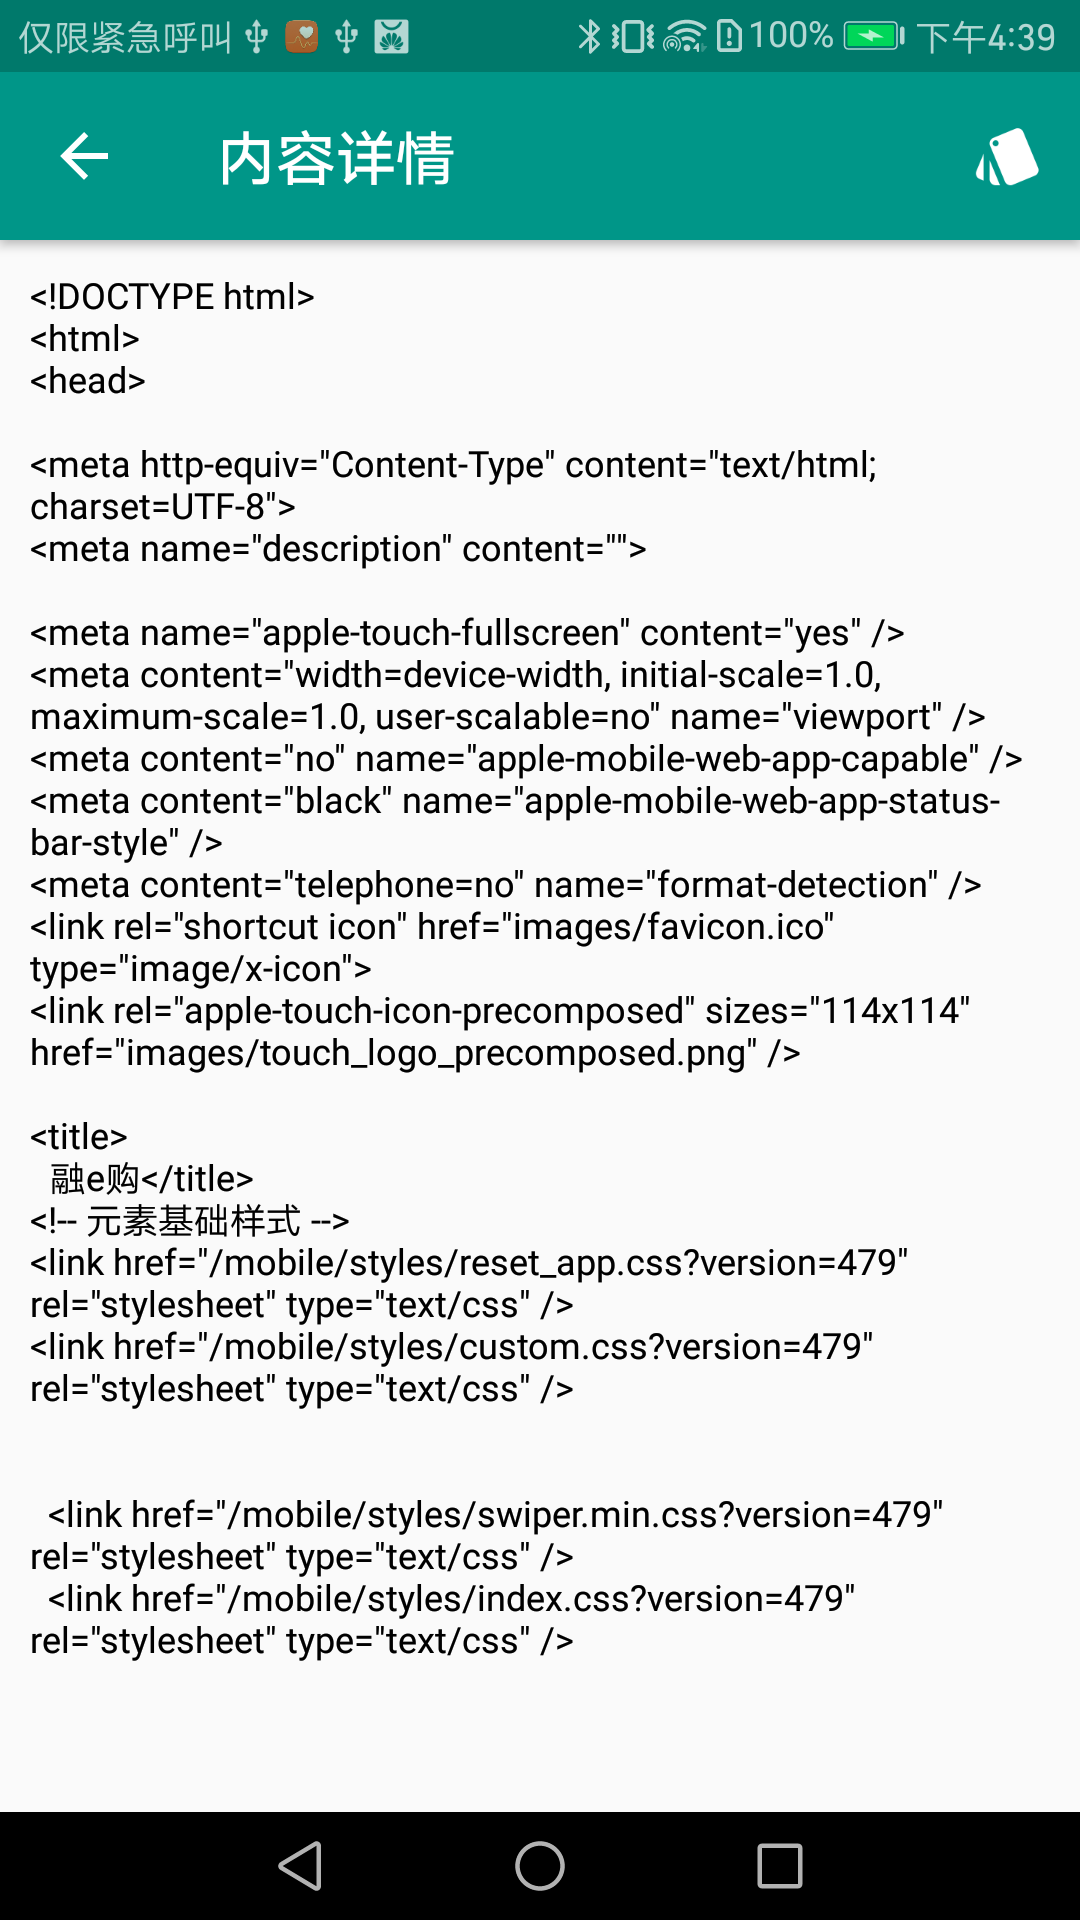 仅限紧急呼叫 100% 下午4:39
内容详情
<!DOCTYPE html>
<html>
<head>
<meta http-equiv="Content-Type" content="text/html;
charset=UTF-8">
<meta name="description" content="">
<meta name="apple-touch-fullscreen" content="yes" />
<meta content="width=device-width, initial-scale=1.0,
maximum-scale=1.0, user-scalable=no" name="viewport" />
<meta content="no" name="apple-mobile-web-app-capable" />
<meta content="black" name="apple-mobile-web-app-status-
bar-style" />
<meta content="telephone=no" name="format-detection" />
<link rel="shortcut icon" href="images/favicon.ico"
type="image/x-icon">
<link rel="apple-touch-icon-precomposed" sizes="114x114"
href="images/touch_logo_precomposed.png" />
<title>
融e购</title>
<!-- 元素基础样式 -->
<link href="/mobile/styles/reset_app.css?version=479"
rel="stylesheet" type="text/css" />
<link href="/mobile/styles/custom.css?version=479"
rel="stylesheet" type="text/css" />
<link href="/mobile/styles/swiper.min.css?version=479"
rel="stylesheet" type="text/css" />
<link href="/mobile/styles/index.css?version=479"
rel="stylesheet" type="text/css" />